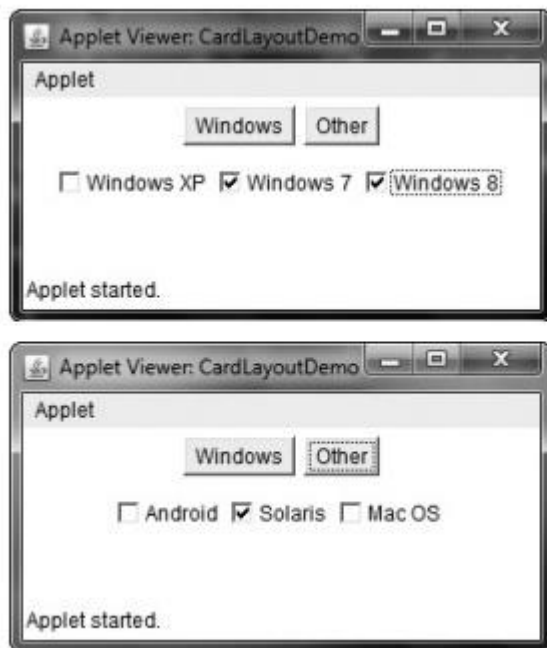 Applet Viewer: CardLayoutDemo
Applet
Windows Other
Windows XP Windows 7 Windows 8
Applet started.
Applet Viewer: CardLayoutDemo
Applet
Windows Other
Android Solaris Mac OS
Applet started.